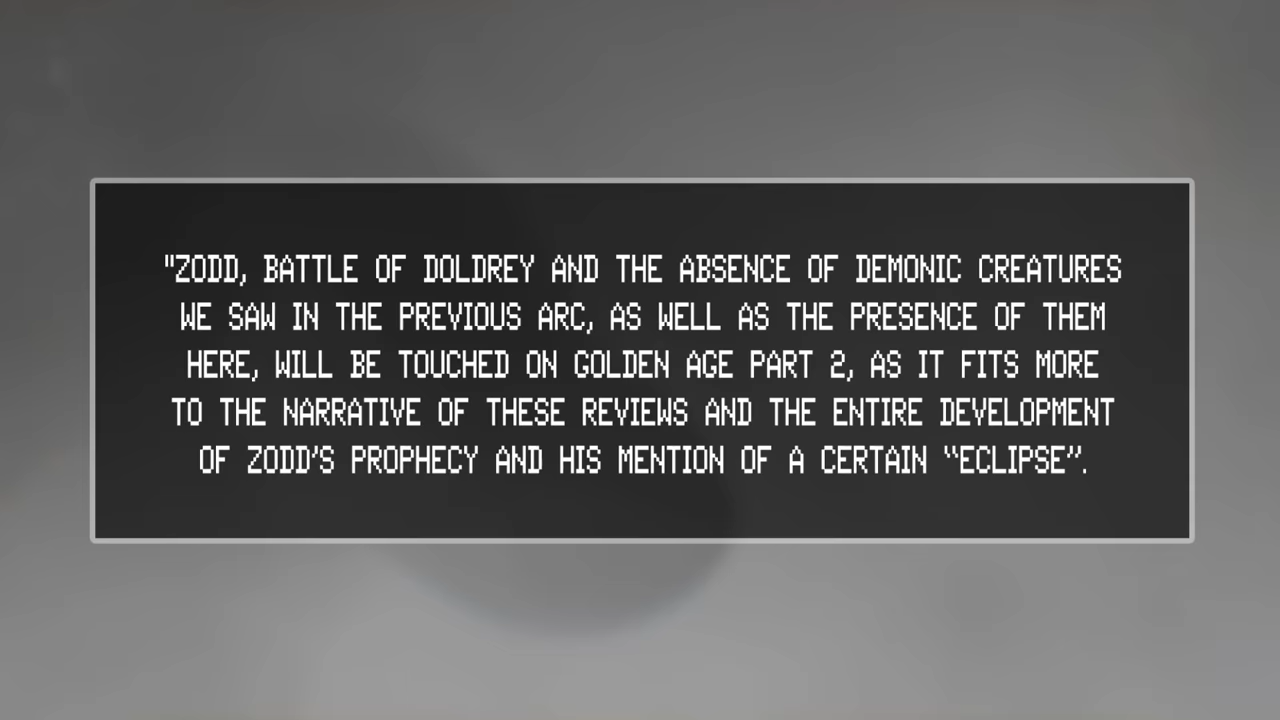 "ZODD, BATTLE OF DOLDREY AND THE ABSENCE OF DEMONIC CREATURES
WE SAW IN THE PREVIOUS ARC, AS WELL AS THE PRESENCE OF THEM
HERE, WILL BE TOUCHED ON GOLDEN AGE PART 2, AS IT FITS MORE
TO THE NARRATIVE OF THESE REVIEWS AND THE ENTIRE DEVELOPMENT
OF ZODD'S PROPHECY AND HIS MENTION OF A CERTAIN “ECLIPSE”.